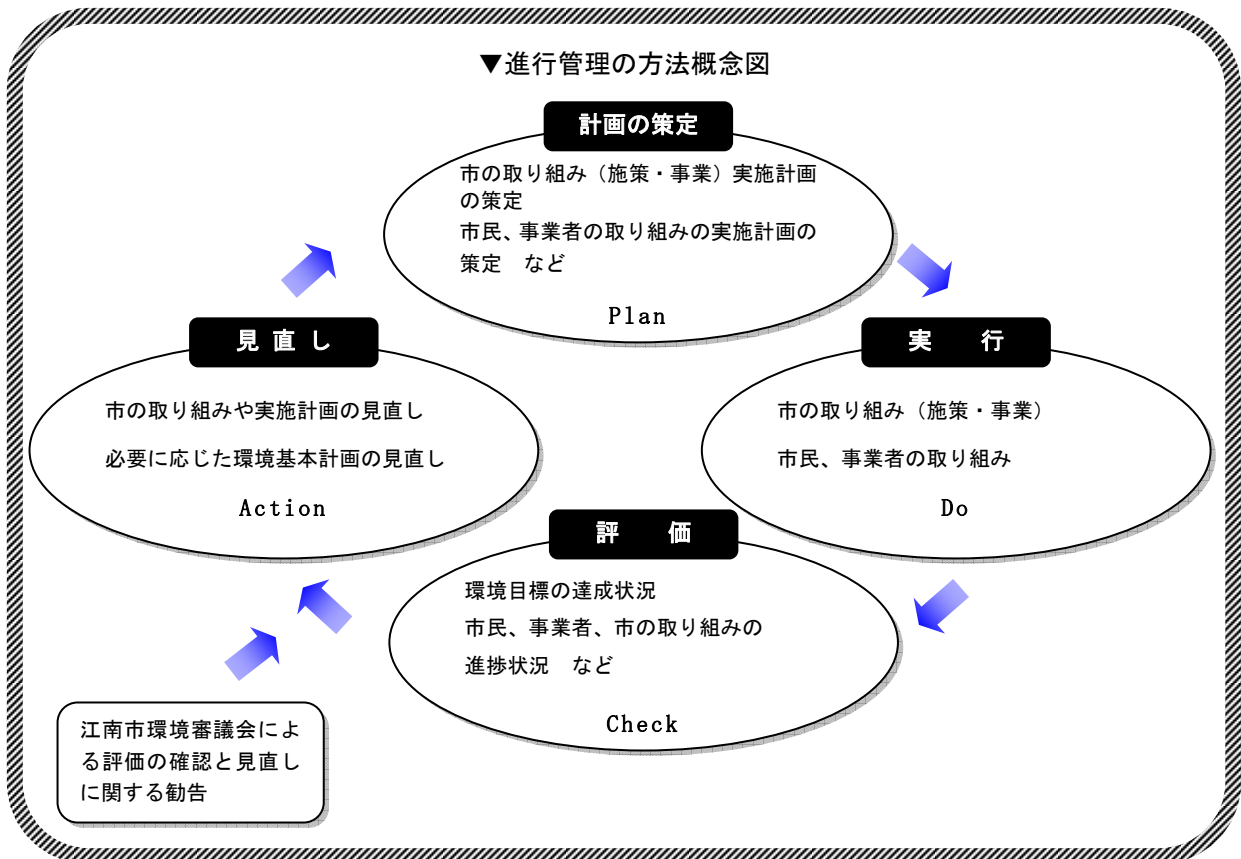 ▼進行管理の方法概念図
計画の策定
市の取り組み（施策・事業）実施計画
の策定
市民、事業者の取り組みの実施計画の
策定　など
Plan
見 直 し
市の取り組みや実施計画の見直し
必要に応じた環境基本計画の見直し
Action
実　　行
市の取り組み（施策・事業）
市民、事業者の取り組み
Do
評　　価
環境目標の達成状況
市民、事業者、市の取り組みの
進捗状況　など
Check
江南市環境審議会によ
る評価の確認と見直し
に関する勧告